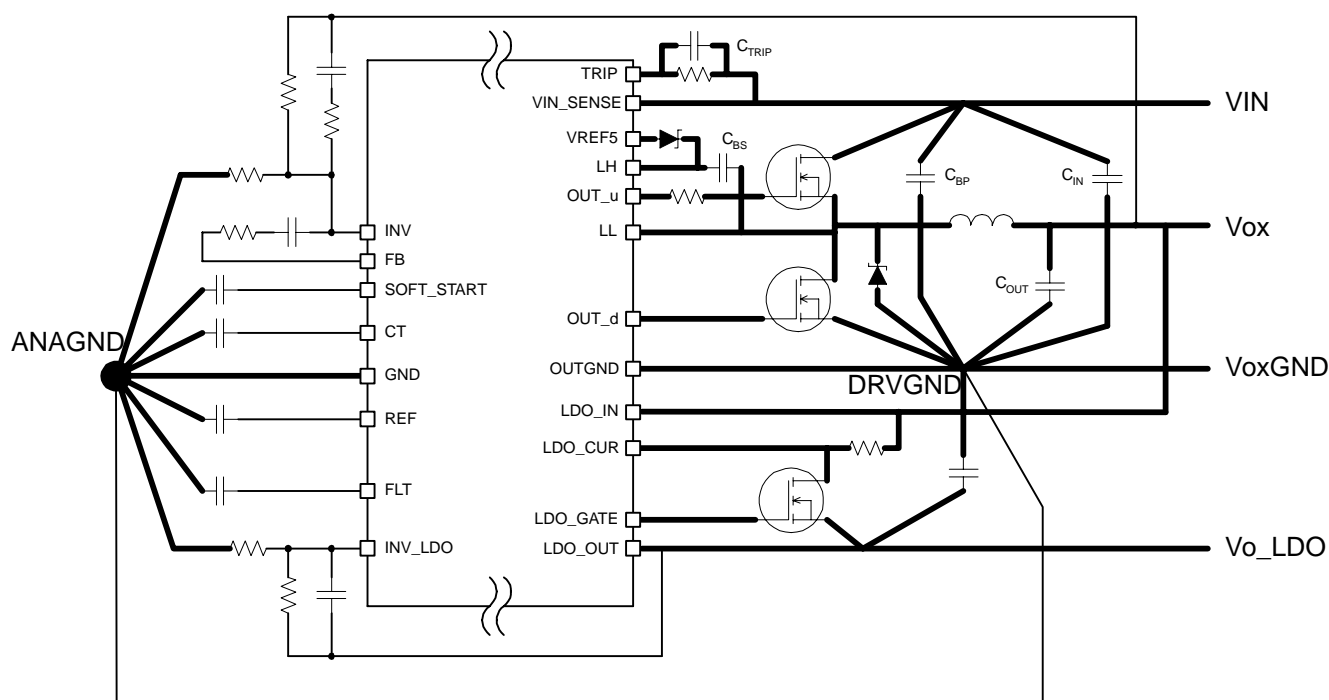 TRIP
C_TRIP
VIN_SENSE
VIN
VREF5
C_BS
LH
C_BP
C_IN
OUT_u
Vox
INV
LL
FB
SOFT_START
C_OUT
CT
OUT_d
ANAGND
GND
OUTGND
VoxGND
DRVGND
REF
LDO_IN
LDO_CUR
FLT
LDO_GATE
INV_LDO
LDO_OUT
Vo_LDO